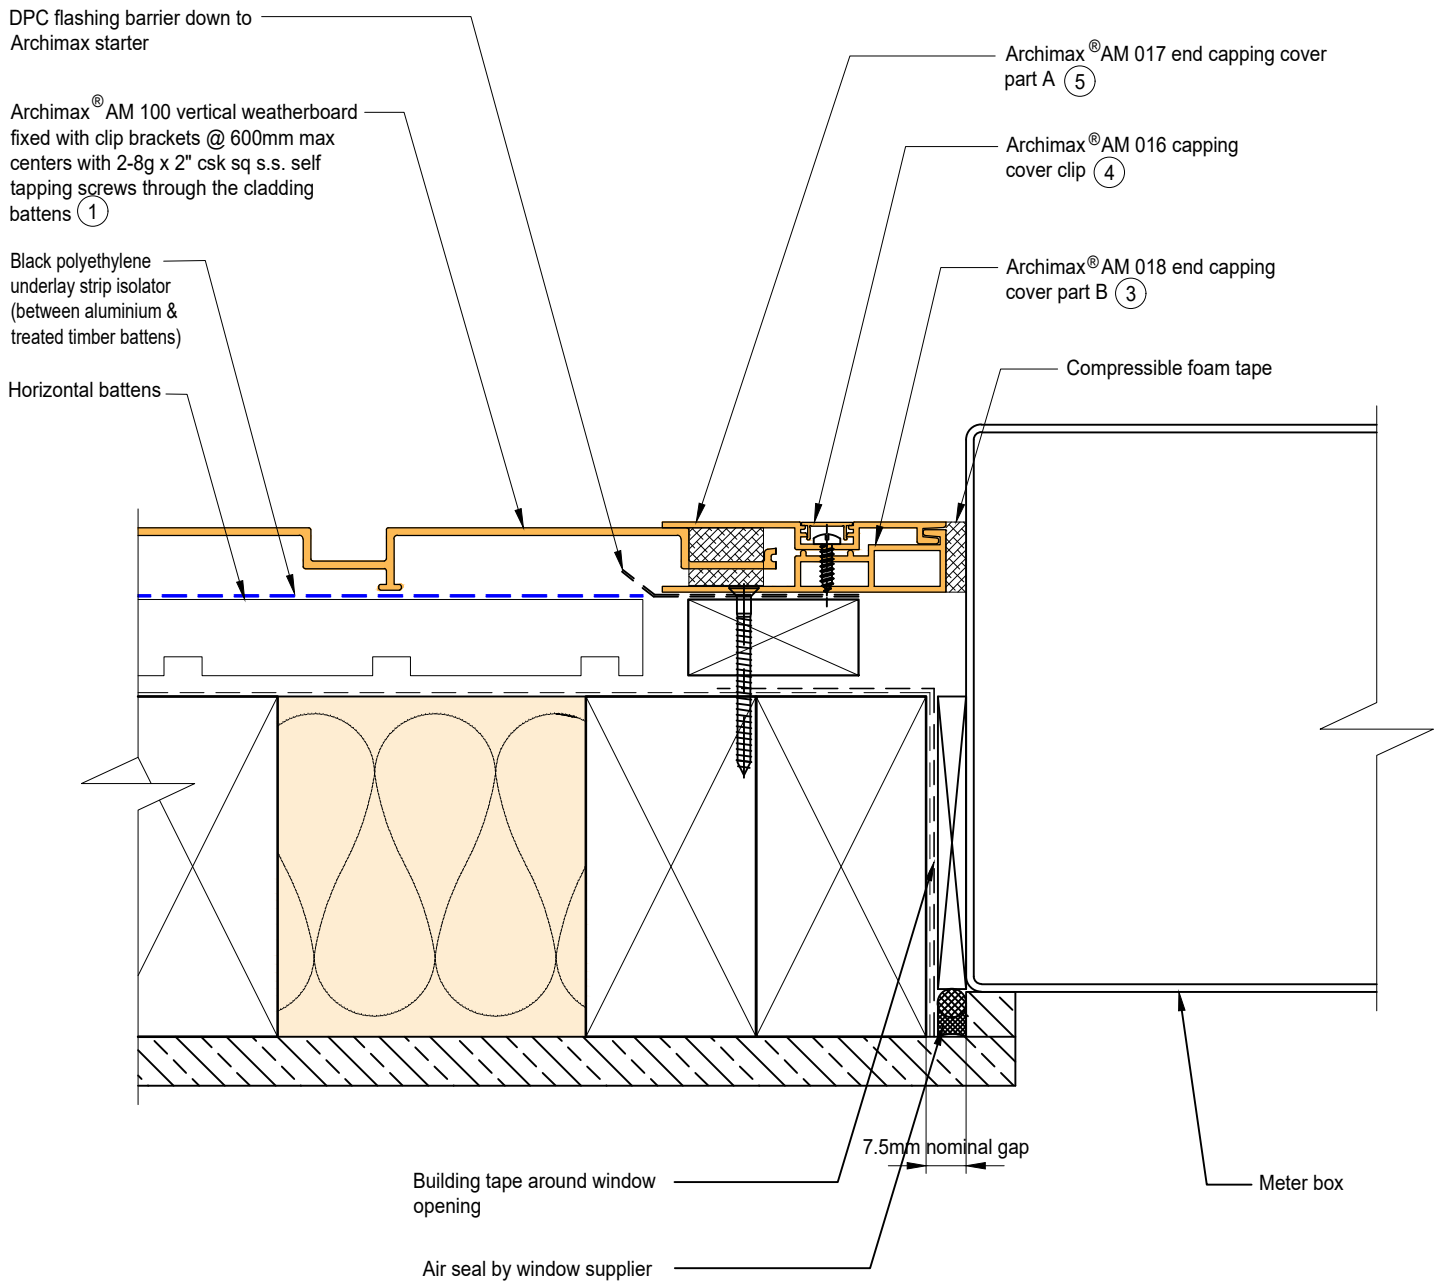 DPC flashing barrier down to
Archimax starter
Archimax® AM 100 vertical weatherboard
fixed with clip brackets @ 600mm max
centers with 2-8g x 2" csk sq s.s. self
tapping screws through the cladding
battens 1
Black polyethylene
underlay strip isolator
(between aluminium &
treated timber battens)
Horizontal battens
Archimax® AM 017 end capping cover
part A 5
Archimax® AM 016 capping
cover clip 4
Archimax® AM 018 end capping
cover part B 3
Compressible foam tape
7.5mm nominal gap
Building tape around window
opening
Meter box
Air seal by window supplier